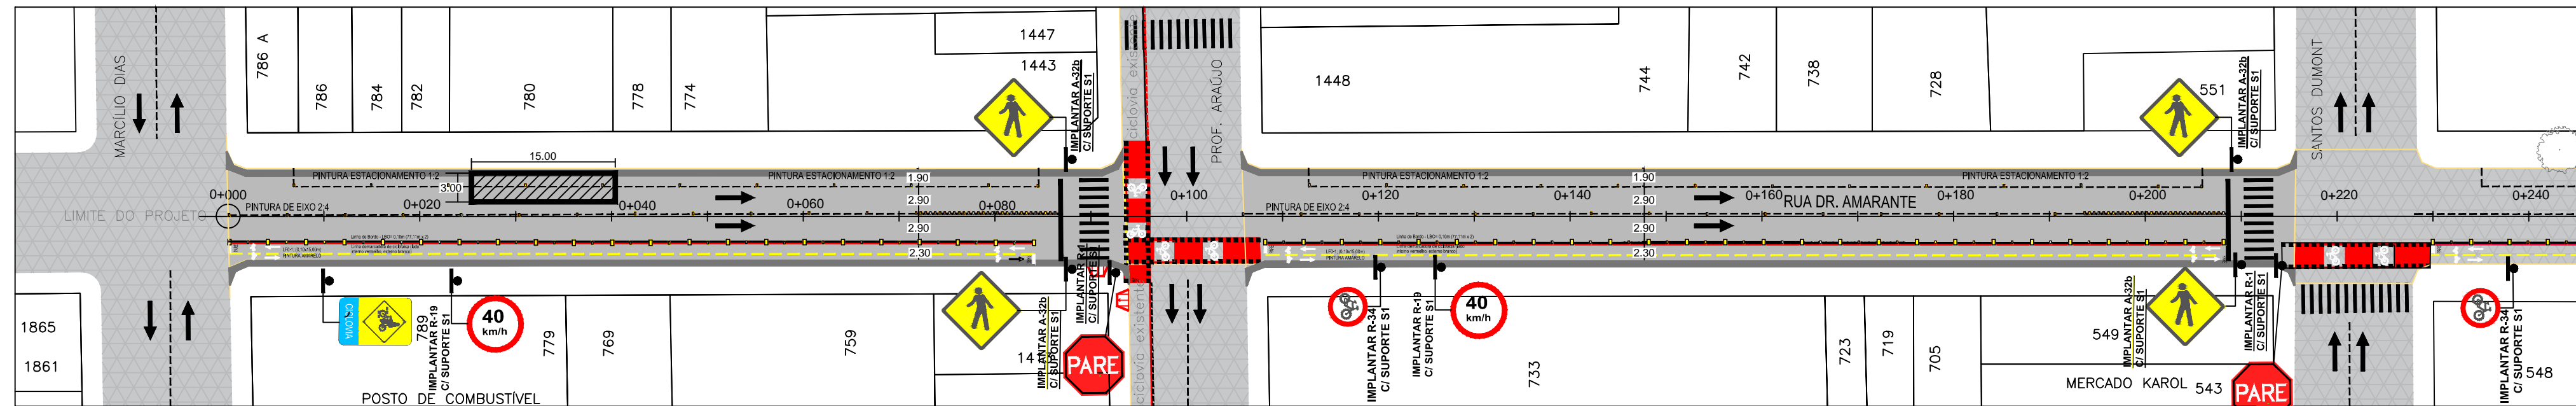 MARCÍLIO DIAS
786 A
786
784
782
780
778
774
1447
1443
IMPLANTAR A-32b
C/ SUPORTE S1
ciclovia existente
PROF. ARAÚJO
1448
744
742
738
728
551
IMPLANTAR A-32b
C/ SUPORTE S1
SANTOS DUMONT
15.00
3.00
PINTURA ESTACIONAMENTO 1:2
PINTURA ESTACIONAMENTO 1:2
1.90
PINTURA ESTACIONAMENTO 1:2
1.90
PINTURA ESTACIONAMENTO 1:2
LIMITE DO PROJETO
0+000
PINTURA DE EIXO 2:4
0+020
0+040
0+060
2.90
0+080
0+100
PINTURA DE EIXO 2:4
0+120
0+140
2.90
0+160
RUA DR. AMARANTE
0+180
0+200
0+220
0+240
2.90
2.90
2.30
2.30
PINTURA AMARELO
PINTURA AMARELO
1865
1861
CICLOVIA
789
IMPLANTAR R-19
C/ SUPORTE S1
40
km/h
779
769
759
POSTO DE COMBUSTÍVEL
IMPLANTAR A-32b
C/ SUPORTE S1
IMPLANTAR R-1
C/ SUPORTE S1
PARE
ciclovia existente
IMPLANTAR R-34
C/ SUPORTE S1
IMPLANTAR R-19
C/ SUPORTE S1
40
km/h
733
723
719
705
549
MERCADO KAROL
543
IMPLANTAR A-32b
C/ SUPORTE S1
IMPLANTAR R-1
C/ SUPORTE S1
PARE
IMPLANTAR R-34
C/ SUPORTE S1
548